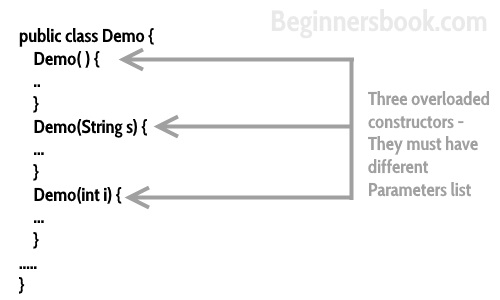 Beginnersbook.com
public class Demo {
Demo( ) {
..
}
Demo(String s) {
...
}
Demo(int i) {
...
}
.....
}
Three overloaded
constructors -
They must have
different
Parameters list